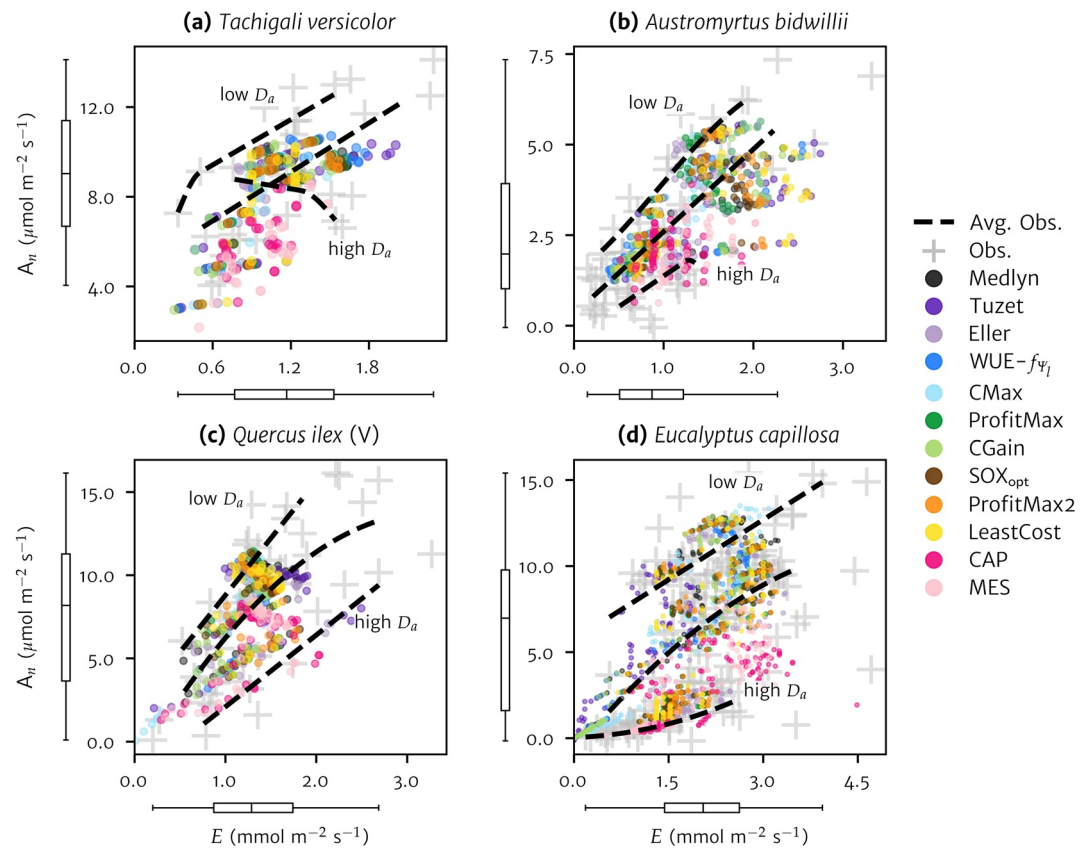 (a) Tachigali versicolor
(b) Austromyrtus bidwillii
Aₙ (μmol m⁻² s⁻¹)
12.0
8.0
4.0
low Dₐ
high Dₐ
0.0 0.6 1.2 1.8
7.5
5.0
2.5
0.0
low Dₐ
high Dₐ
0.0 1.0 2.0 3.0
(c) Quercus ilex (V)
(d) Eucalyptus capillosa
Aₙ (μmol m⁻² s⁻¹)
15.0
10.0
5.0
0.0
low Dₐ
high Dₐ
0.0 1.0 2.0 3.0
E (mmol m⁻² s⁻¹)
15.0
10.0
5.0
0.0
low Dₐ
high Dₐ
0.0 1.5 3.0 4.5
E (mmol m⁻² s⁻¹)
Avg. Obs.
Obs.
Medlyn
Tuzet
Eller
WUE-f_Ψₗ
CMax
ProfitMax
CGain
SOXₒₚₜ
ProfitMax2
LeastCost
CAP
MES